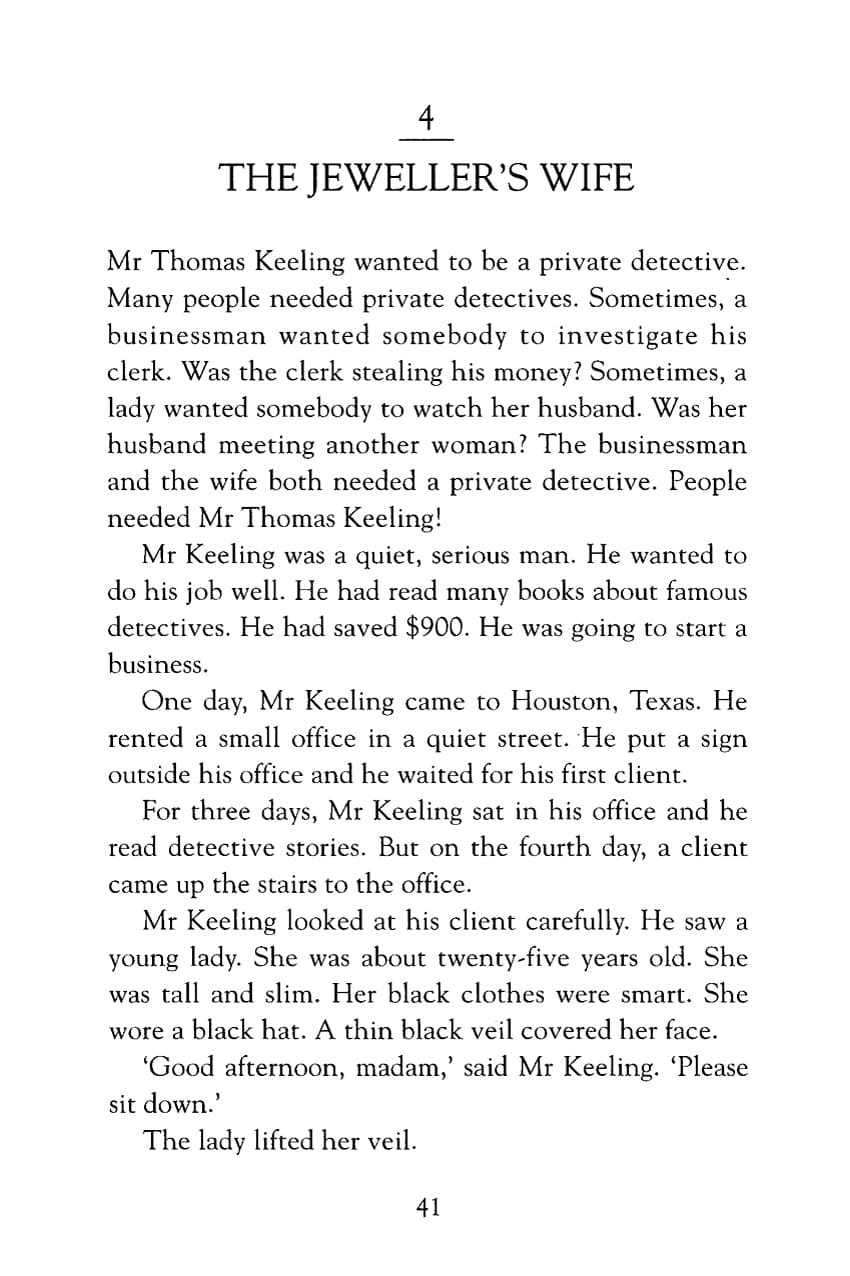 4
THE JEWELLER'S WIFE
Mr Thomas Keeling wanted to be a private detective.
Many people needed private detectives. Sometimes, a
businessman wanted somebody to investigate his
clerk. Was the clerk stealing his money? Sometimes, a
lady wanted somebody to watch her husband. Was her
husband meeting another woman? The businessman
and the wife both needed a private detective. People
needed Mr Thomas Keeling!
Mr Keeling was a quiet, serious man. He wanted to
do his job well. He had read many books about famous
detectives. He had saved $900. He was going to start a
business.
One day, Mr Keeling came to Houston, Texas. He
rented a small office in a quiet street. He put a sign
outside his office and he waited for his first client.
For three days, Mr Keeling sat in his office and he
read detective stories. But on the fourth day, a client
came up the stairs to the office.
Mr Keeling looked at his client carefully. He saw a
young lady. She was about twenty-five years old. She
was tall and slim. Her black clothes were smart. She
wore a black hat. A thin black veil covered her face.
‘Good afternoon, madam,’ said Mr Keeling. ‘Please
sit down.’
The lady lifted her veil.
41